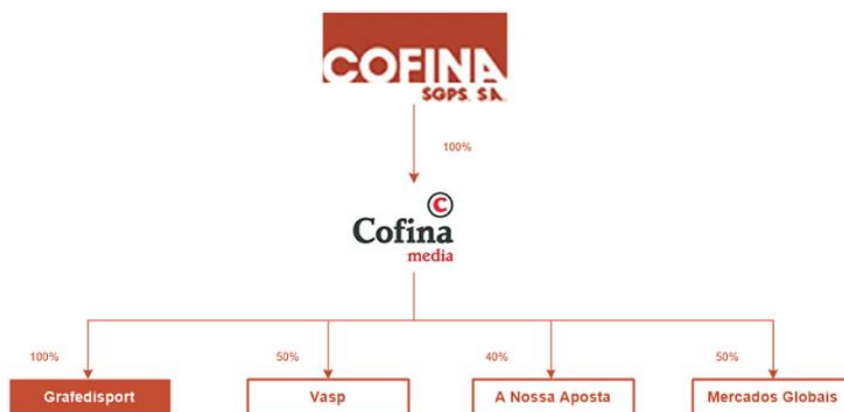 COFINA
SGPS, SA.
100%
C
Cofina
media
100%
50%
40%
50%
Grafedisport
Vasp
A Nossa Aposta
Mercados Globais